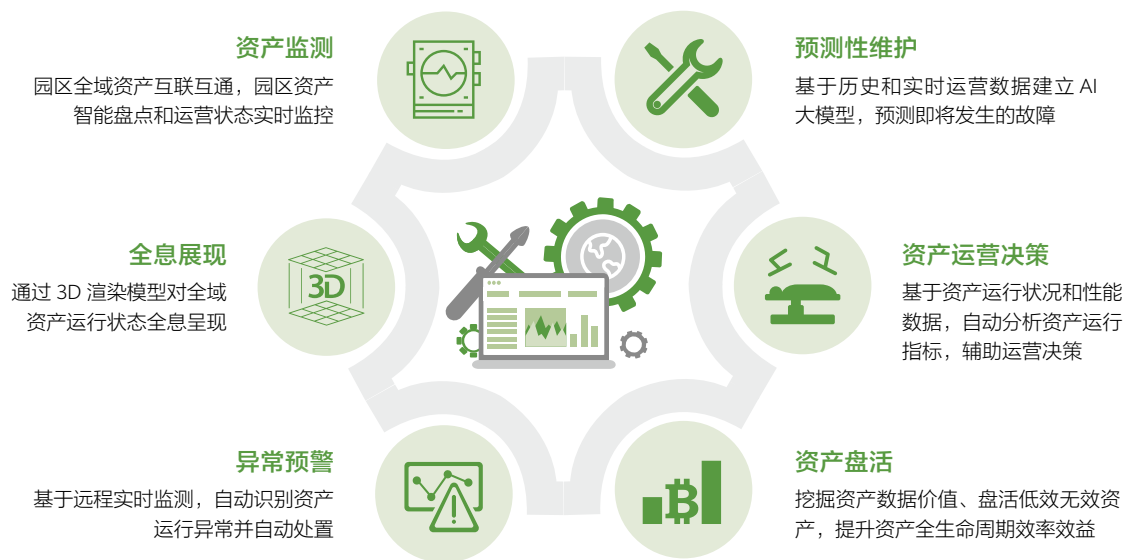 资产监测
园区全域资产互联互通，园区资产
智能盘点和运营状态实时监控
预测性维护
基于历史和实时运营数据建立 AI
大模型，预测即将发生的故障
全息展现
通过 3D 渲染模型对全域
资产运行状态全息呈现
3D
资产运营决策
基于资产运行状况和性能
数据，自动分析资产运行
指标，辅助运营决策
异常预警
基于远程实时监测，自动识别资产
运行异常并自动处置
资产盘活
挖掘资产数据价值、盘活低效无效资
产，提升资产全生命周期效率效益